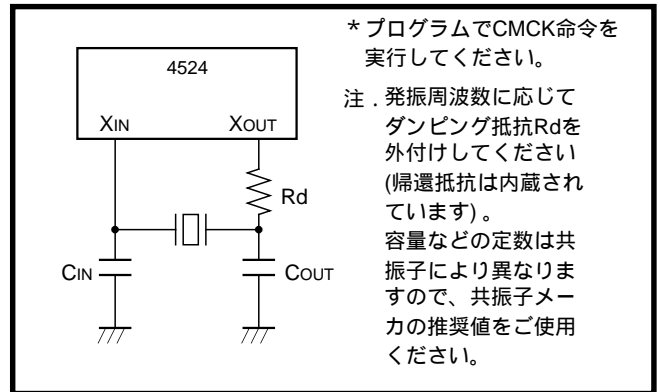 4524
XIN
XOUT
Rd
CIN
COUT
*プログラムでCMCK命令を
実行してください。
注．発振周波数に応じて
ダンピング抵抗Rdを
外付けしてください
(帰還抵抗は内蔵され
ています)。
容量などの定数は共
振子により異なりま
すので、共振子メー
カの推奨値をご使用
ください。